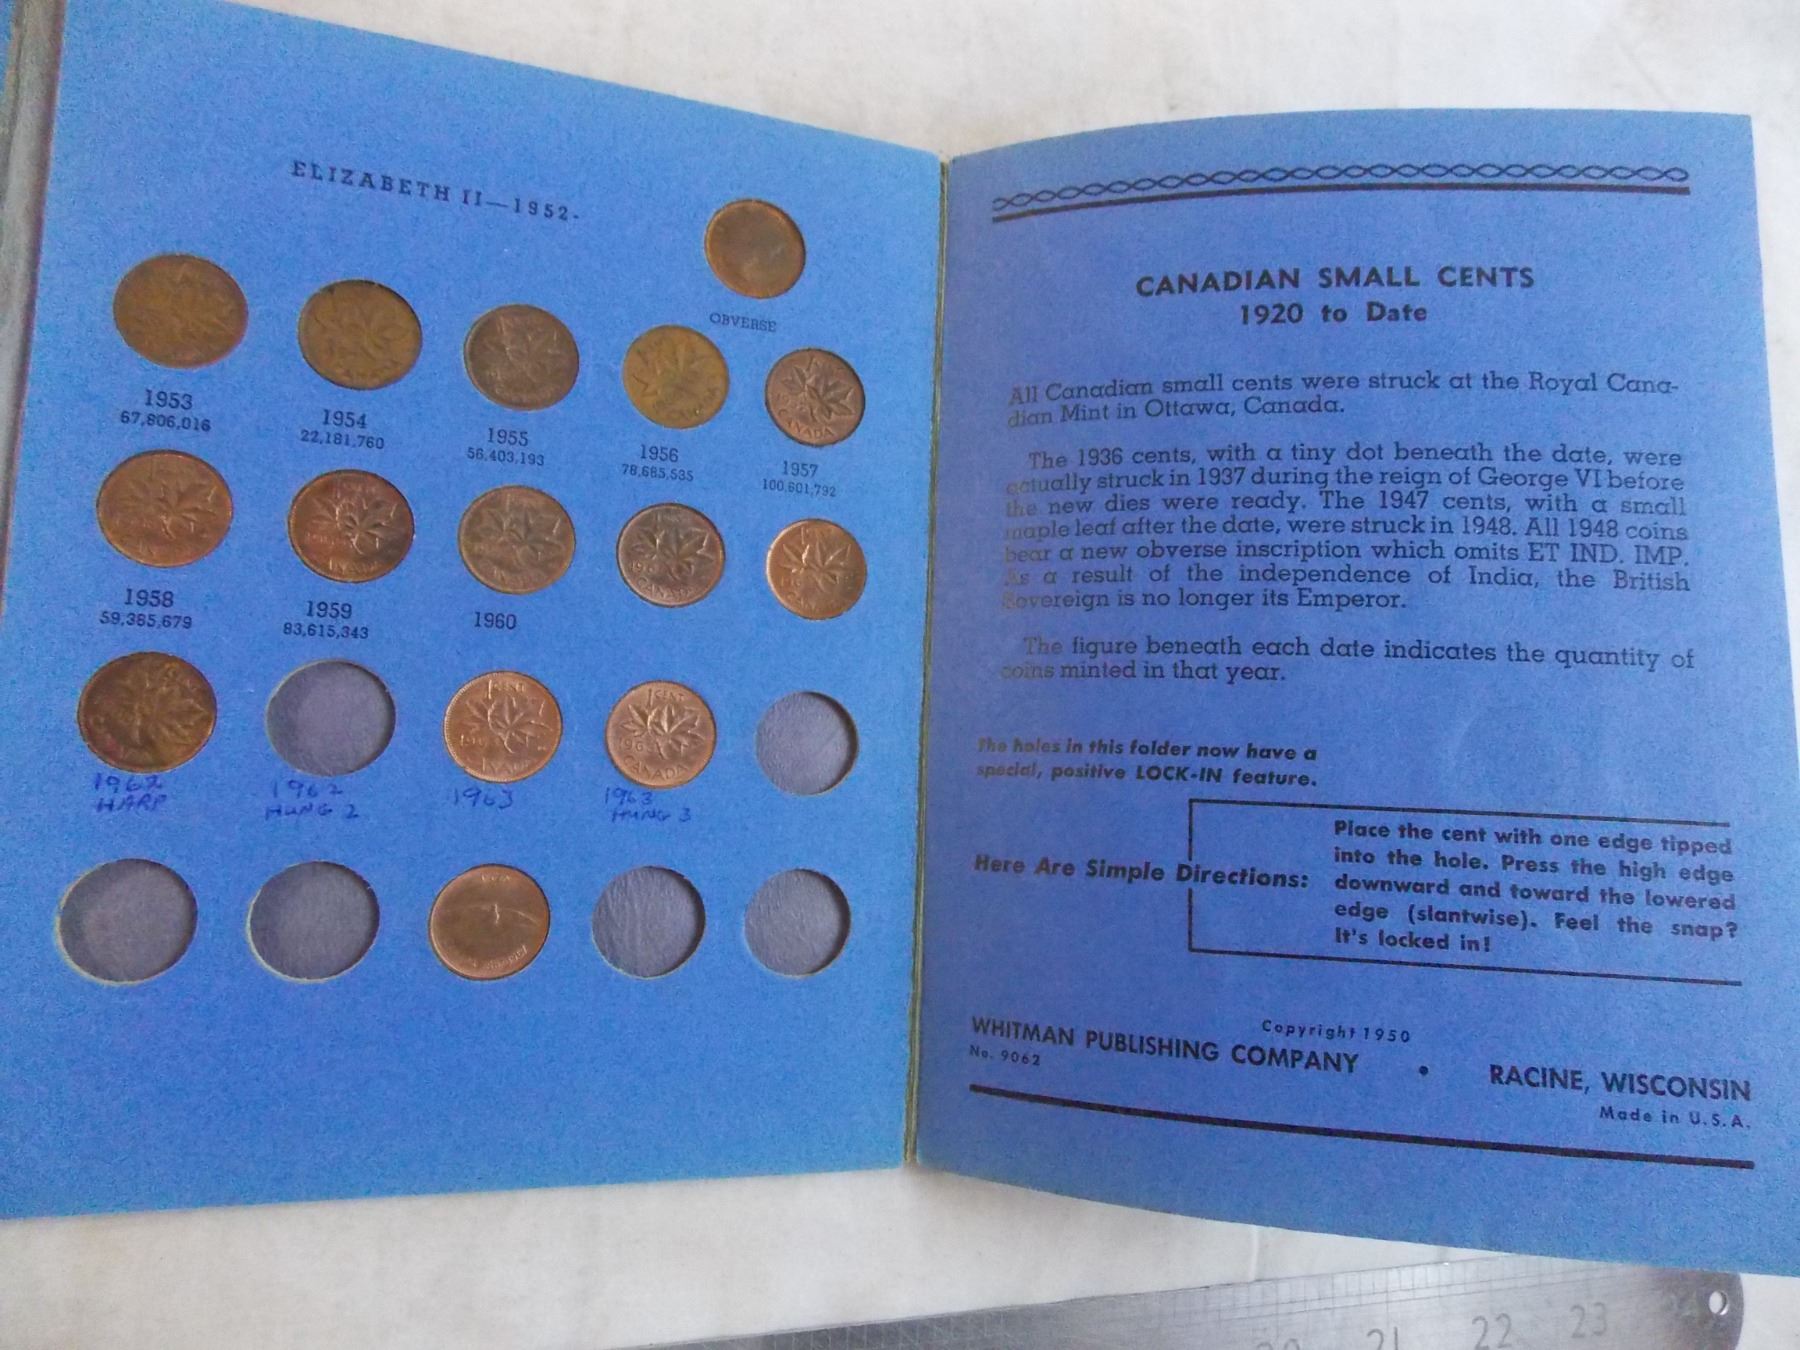 ELIZABETH II—1952-
OBVERSE
1953
67,806,016
1954
22,181,760
1955
56,403,193
1956
78,685,535
1957
100,601,792
CANADA
1958
59,385,679
1959
83,615,343
1960
CANADA
CANADA
1962
HARP
1962
HUNG 2
1963
1963
HUNG 3
1 CENT
CANADA
CANADIAN SMALL CENTS
1920 to Date
All Canadian small cents were struck at the Royal Cana-
dian Mint in Ottawa, Canada.
The 1936 cents, with a tiny dot beneath the date, were
actually struck in 1937 during the reign of George VI before
the new dies were ready. The 1947 cents, with a small
maple leaf after the date, were struck in 1948. All 1948 coins
bear a new obverse inscription which omits ET IND. IMP.
As a result of the independence of India, the British
Sovereign is no longer its Emperor.
The figure beneath each date indicates the quantity of
coins minted in that year.
The holes in this folder now have a
special, positive LOCK-IN feature.
Here Are Simple Directions:
Place the cent with one edge tipped
into the hole. Press the high edge
downward and toward the lowered
edge (slantwise). Feel the snap?
It's locked in!
Copyright 1950
WHITMAN PUBLISHING COMPANY • RACINE, WISCONSIN
No. 9062
Made in U.S.A.
21 22 23